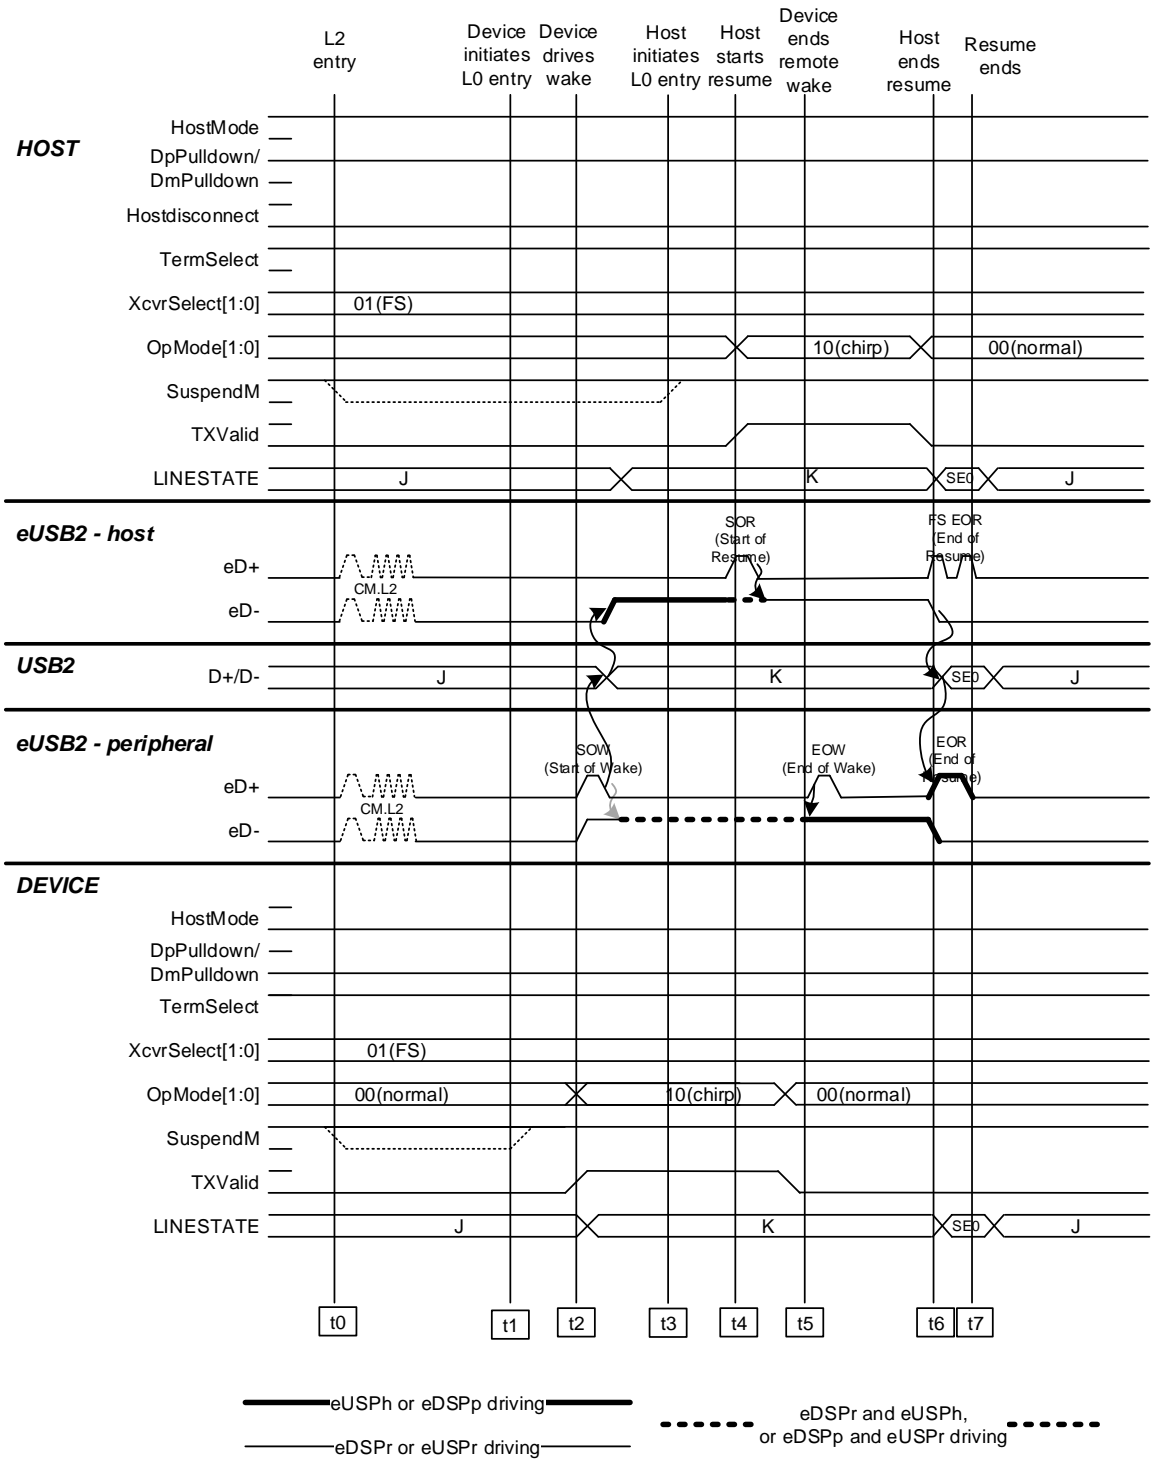 L2
entry
Device
initiates
L0 entry
Device
drives
wake
Host
initiates
L0 entry
Host
starts
resume
Device
ends
remote
wake
Host
ends
resume
Resume
ends
HOST
HostMode
DpPulldown/
DmPulldown
Hostdisconnect
TermSelect
XcvrSelect[1:0]
01(FS)
OpMode[1:0]
10(chirp)
00(normal)
SuspendM
TXValid
LINESTATE
J
K
SE0
J
eUSB2 - host
SOR
(Start of
Resume)
FS EOR
(End of
Resume)
eD+
CM.L2
eD-
USB2
D+/D-
J
K
SE0
J
eUSB2 - peripheral
SOW
(Start of Wake)
EOW
(End of Wake)
EOR
(End of
Resume)
eD+
CM.L2
eD-
DEVICE
HostMode
DpPulldown/
DmPulldown
TermSelect
XcvrSelect[1:0]
01(FS)
OpMode[1:0]
00(normal)
10(chirp)
00(normal)
SuspendM
TXValid
LINESTATE
J
K
SE0
J
t0
t1
t2
t3
t4
t5
t6
t7
eUSPh or eDSPp driving
eDSPr or eUSPr driving
eDSPr and eUSPh,
or eDSPp and eUSPr driving